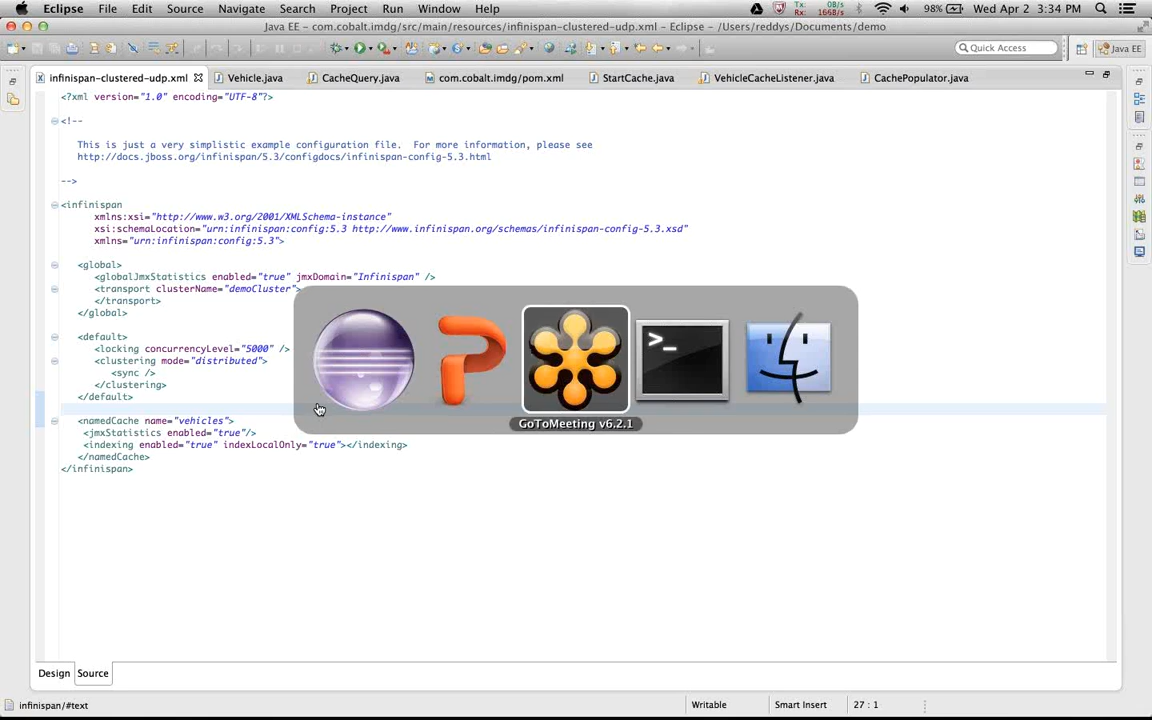 Eclipse File Edit Source Navigate Search Project Run Window Help Tx: 0B/s Rx: 166B/s 98% Wed Apr 2 3:34 PM
Java EE - com.cobalt.imdg/src/main/resources/infinispan-clustered-udp.xml - Eclipse - /Users/reddys/Documents/demo
Quick Access Java EE
infinispan-clustered-udp.xml Vehicle.java CacheQuery.java com.cobalt.imdg/pom.xml StartCache.java VehicleCacheListener.java CachePopulator.java
<?xml version="1.0" encoding="UTF-8"?>
<!--
This is just a very simplistic example configuration file. For more information, please see
http://docs.jboss.org/infinispan/5.3/configdocs/infinispan-config-5.3.html
-->
<infinispan
xmlns:xsi="http://www.w3.org/2001/XMLSchema-instance"
xsi:schemaLocation="urn:infinispan:config:5.3 http://www.infinispan.org/schemas/infinispan-config-5.3.xsd"
xmlns="urn:infinispan:config:5.3">
<global>
<globalJmxStatistics enabled="true" jmxDomain="Infinispan" />
<transport clusterName="demoCluster">
</transport>
</global>
<default>
<locking concurrencyLevel="5000" />
<clustering mode="distributed">
<sync />
</clustering>
</default>
<namedCache name="vehicles">
<jmxStatistics enabled="true"/>
<indexing enabled="true" indexLocalOnly="true"></indexing>
</namedCache>
</infinispan>
GoToMeeting v6.2.1
Design Source
infinispan/#text Writable Smart Insert 27 : 1